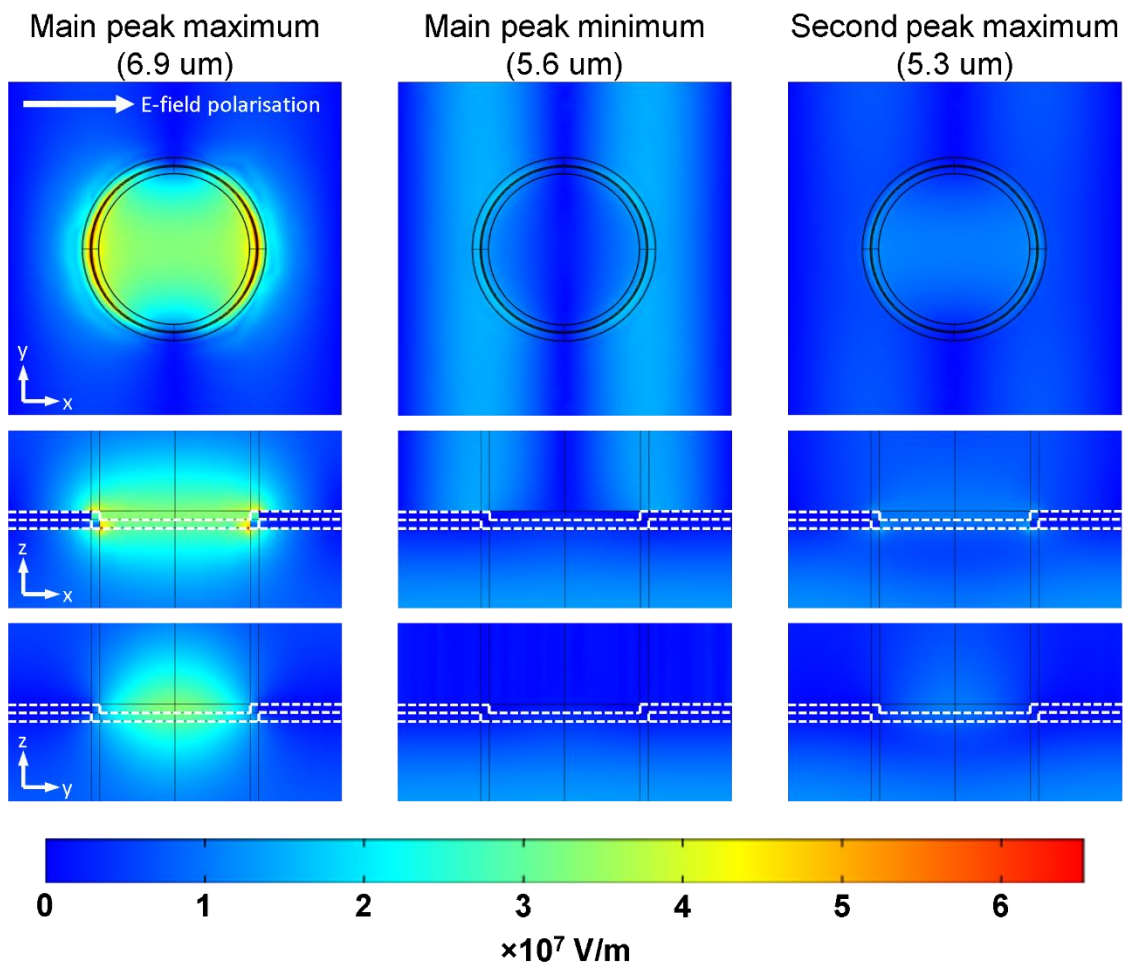 Main peak maximum
(6.9 um)
Main peak minimum
(5.6 um)
Second peak maximum
(5.3 um)
E-field polarisation
y
x
z
x
z
y
0 1 2 3 4 5 6
×10⁷ V/m